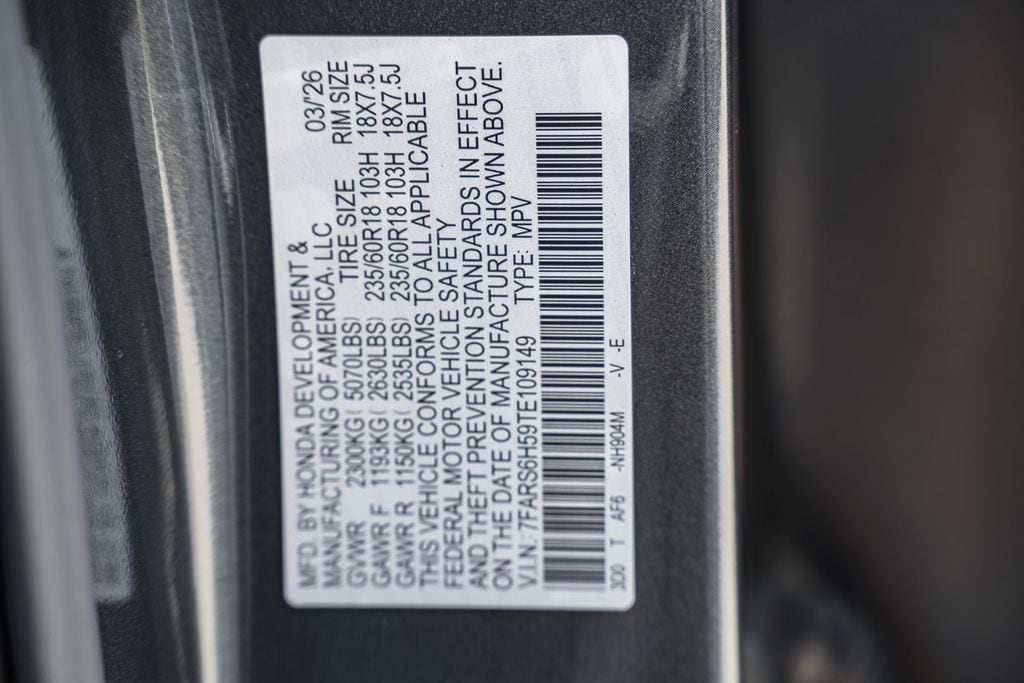 MFD. BY HONDA DEVELOPMENT &
MANUFACTURING OF AMERICA, LLC 03/'26
GVWR 2300KG( 5070LBS) TIRE SIZE RIM SIZE
GAWR F 1193KG( 2630LBS) 235/60R18 103H 18X7.5J
GAWR R 1150KG( 2535LBS) 235/60R18 103H 18X7.5J
THIS VEHICLE CONFORMS TO ALL APPLICABLE
FEDERAL MOTOR VEHICLE SAFETY
AND THEFT PREVENTION STANDARDS IN EFFECT
ON THE DATE OF MANUFACTURE SHOWN ABOVE.
V.I.N.: 7FARS6H59TE109149 TYPE: MPV
T AF6 -NH904M -V -E